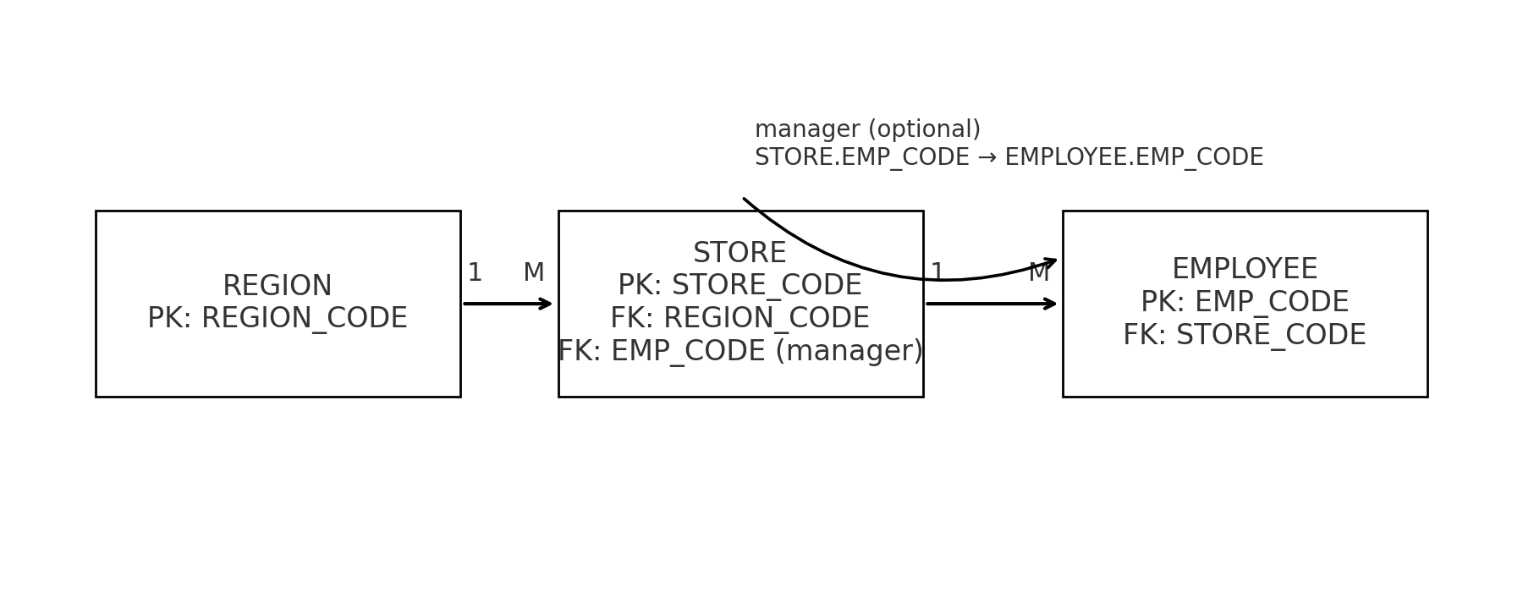 manager (optional)
STORE.EMP_CODE → EMPLOYEE.EMP_CODE
REGION
PK: REGION_CODE
1 M
STORE
PK: STORE_CODE
FK: REGION_CODE
FK: EMP_CODE (manager)
1 M
EMPLOYEE
PK: EMP_CODE
FK: STORE_CODE